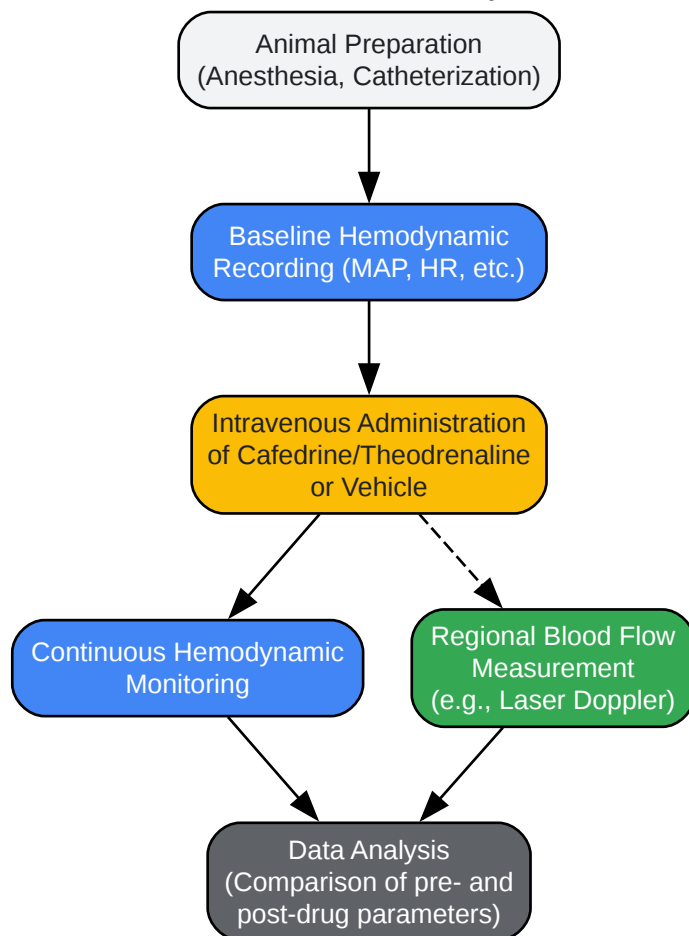 Animal Preparation
(Anesthesia, Catheterization)
Baseline Hemodynamic
Recording (MAP, HR, etc.)
Intravenous Administration
of Cafedrine/Theodrenaline
or Vehicle
Continuous Hemodynamic
Monitoring
Regional Blood Flow
Measurement
(e.g., Laser Doppler)
Data Analysis
(Comparison of pre- and
post-drug parameters)